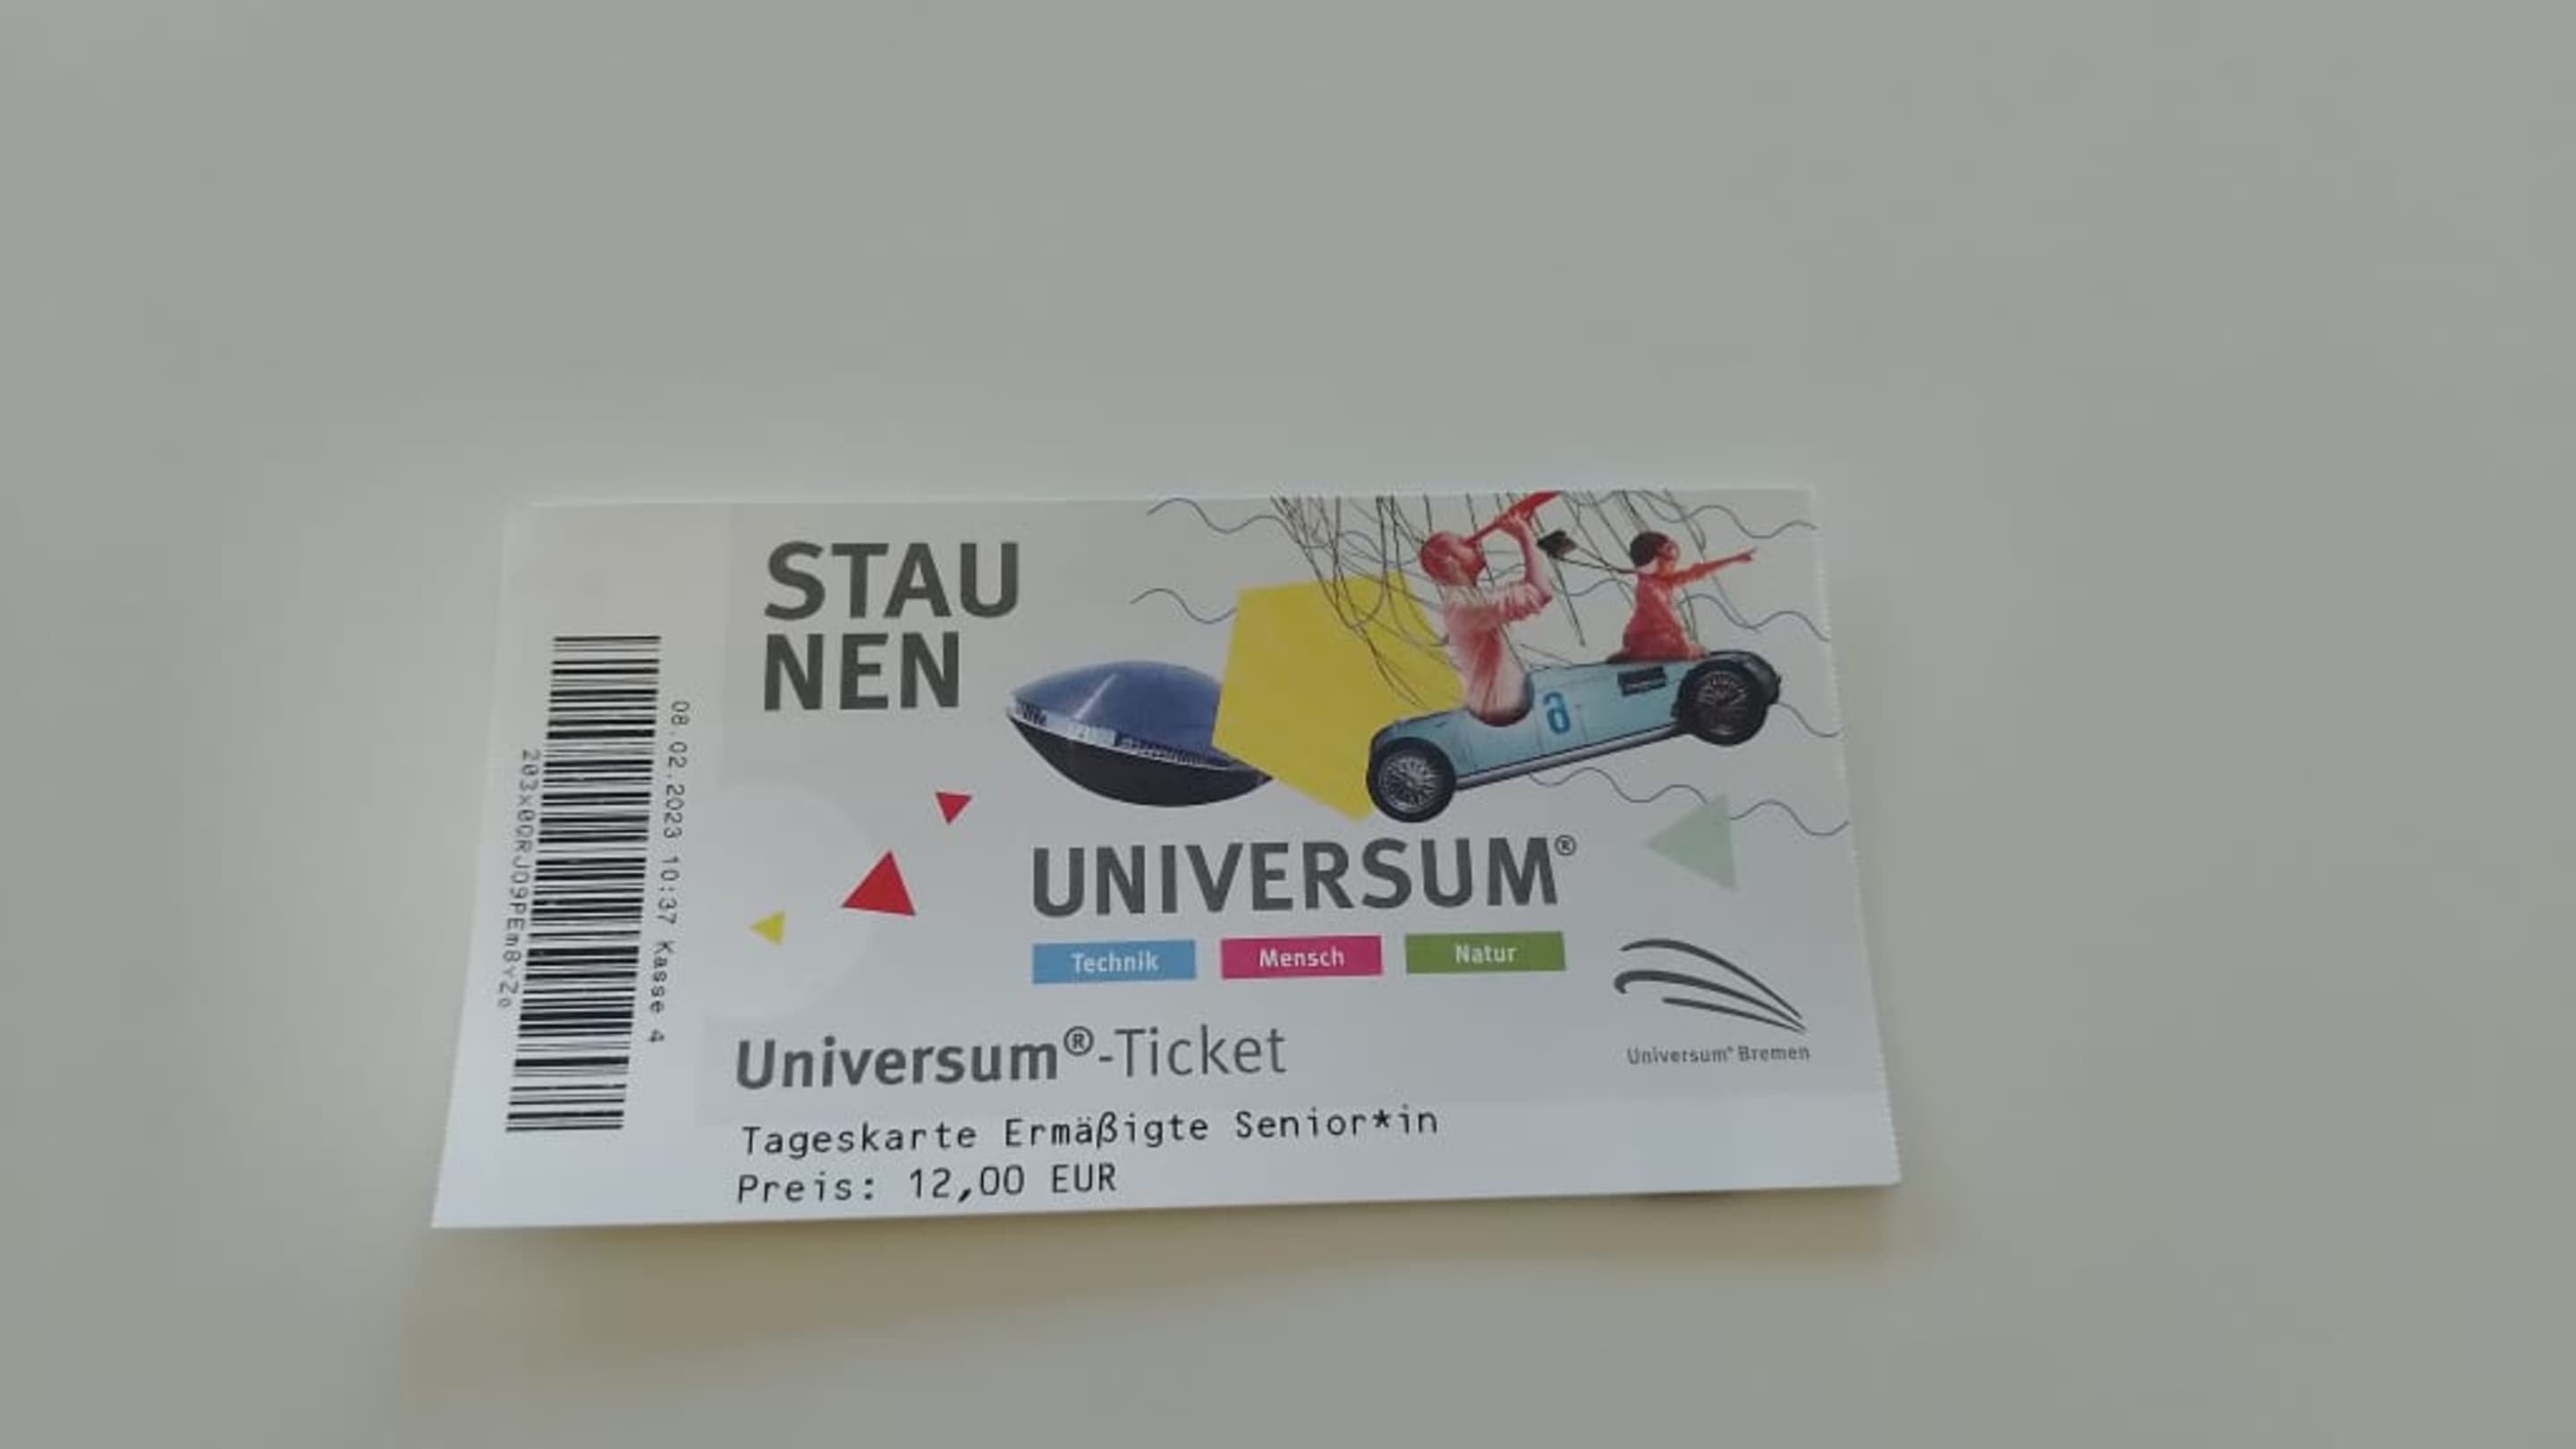 STAU
NEN
6
UNIVERSUM®
Technik
Mensch
Natur
Universum® Bremen
Universum®-Ticket
Tageskarte Ermäßigte Senior*in
Preis: 12,00 EUR
08.02.2023 10:37 Kasse 4